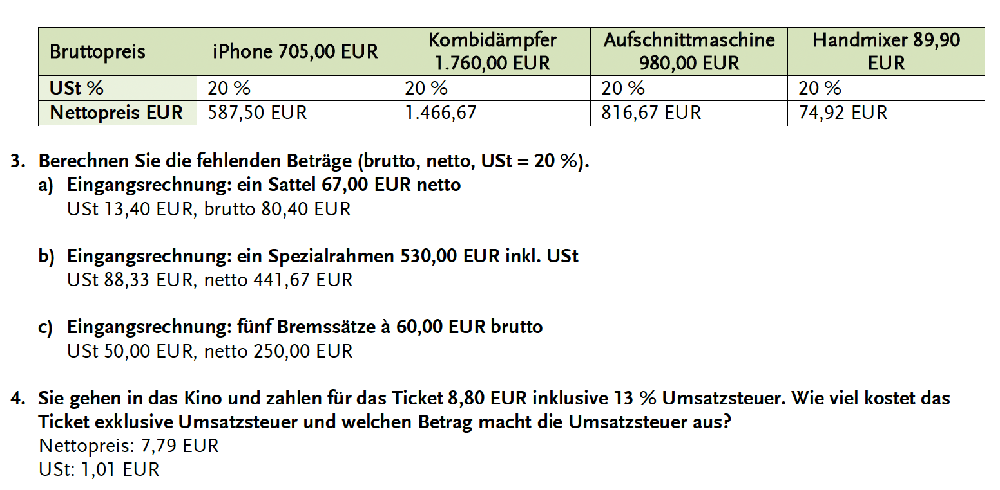 Bruttopreis iPhone 705,00 EUR Kombidämpfer 1.760,00 EUR Aufschnittmaschine 980,00 EUR Handmixer 89,90 EUR
USt % 20 % 20 % 20 % 20 %
Nettopreis EUR 587,50 EUR 1.466,67 816,67 EUR 74,92 EUR
3. Berechnen Sie die fehlenden Beträge (brutto, netto, USt = 20 %).
a) Eingangsrechnung: ein Sattel 67,00 EUR netto
USt 13,40 EUR, brutto 80,40 EUR
b) Eingangsrechnung: ein Spezialrahmen 530,00 EUR inkl. USt
USt 88,33 EUR, netto 441,67 EUR
c) Eingangsrechnung: fünf Bremssätze à 60,00 EUR brutto
USt 50,00 EUR, netto 250,00 EUR
4. Sie gehen in das Kino und zahlen für das Ticket 8,80 EUR inklusive 13 % Umsatzsteuer. Wie viel kostet das
Ticket exklusive Umsatzsteuer und welchen Betrag macht die Umsatzsteuer aus?
Nettopreis: 7,79 EUR
USt: 1,01 EUR